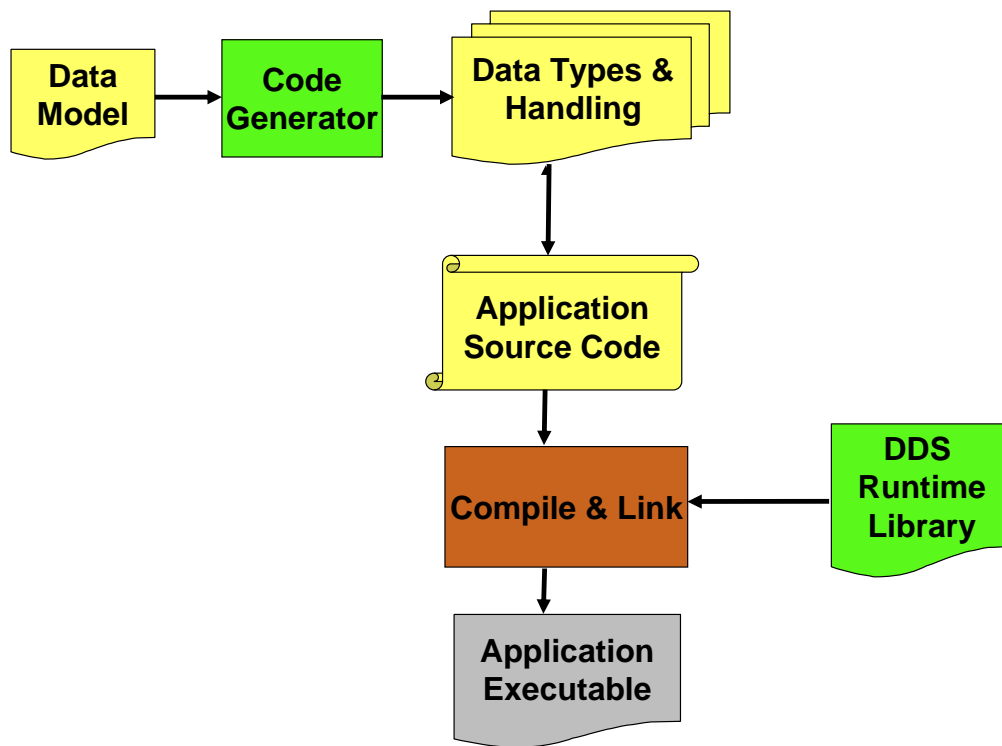 Data
Model
Code
Generator
Data Types &
Handling
Application
Source Code
Compile & Link
DDS
Runtime
Library
Application
Executable